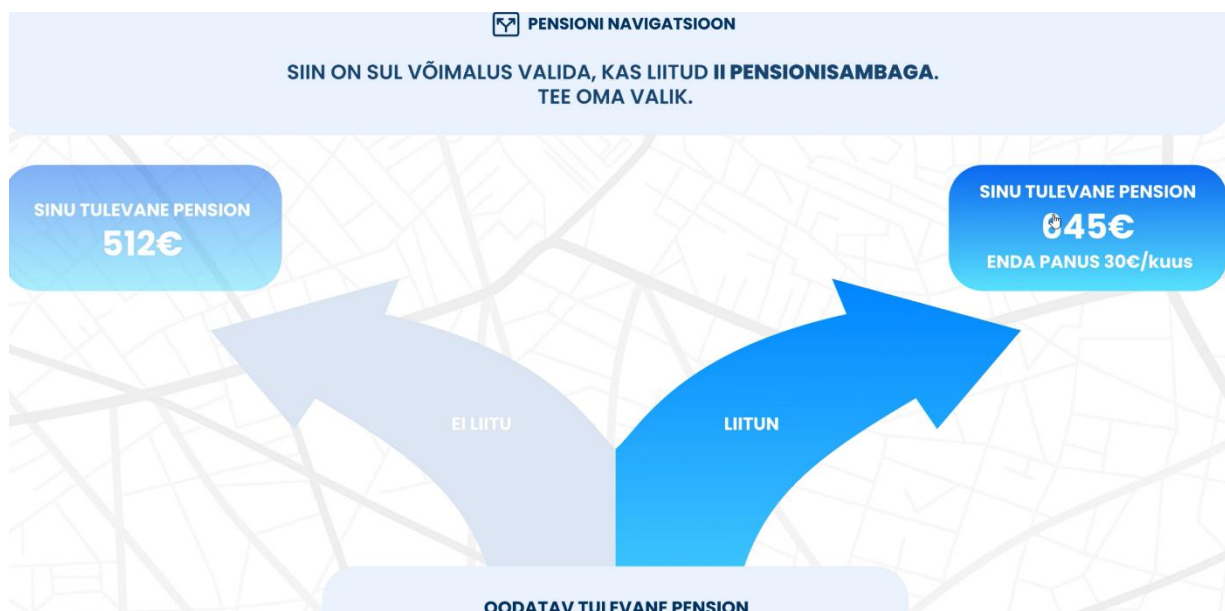 PENSIONI NAVIGATSIOON
SIIN ON SUL VÕIMALUS VALIDA, KAS LIITUD II PENSIONISAMBAGA.
TEE OMA VALIK.
SINU TULEVANE PENSION
512€
SINU TULEVANE PENSION
645€
ENDA PANUS 30€/kuus
EI LIITU
LIITUN
OODATAV TULEVANE PENSION